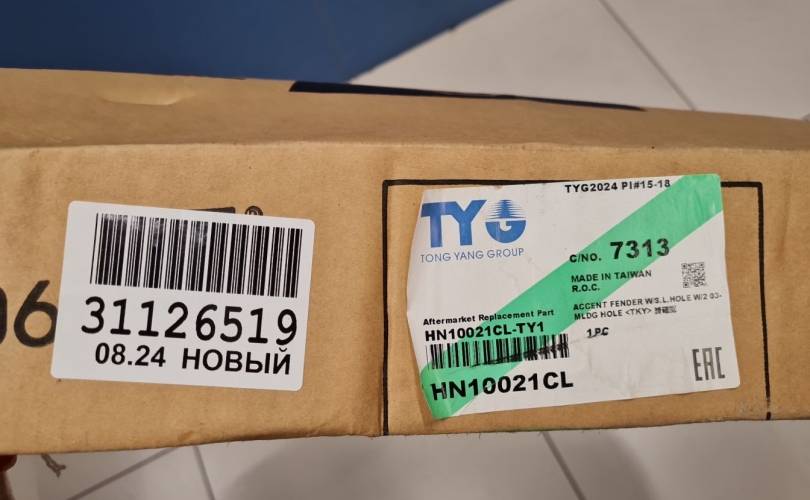 06
®
31126519
08.24 НОВЫЙ
TYG2024 PI#15-18
TYG
TONG YANG GROUP
C/NO. 7313
MADE IN TAIWAN
R.O.C.
ACCENT FENDER W/S.L.HOLE W/2 03-
MLDG HOLE <TKY>
1PC
Aftermarket Replacement Part
HN10021CL-TY1
HN10021CL
EAC